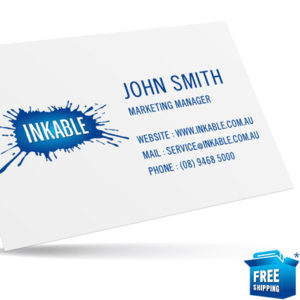 JOHN SMITH
MARKETING MANAGER
INKABLE
WEBSITE : WWW.INKABLE.COM.AU
MAIL : SERVICE@INKABLE.COM.AU
PHONE : (08) 9468 5000
FREE
SHIPPING
*